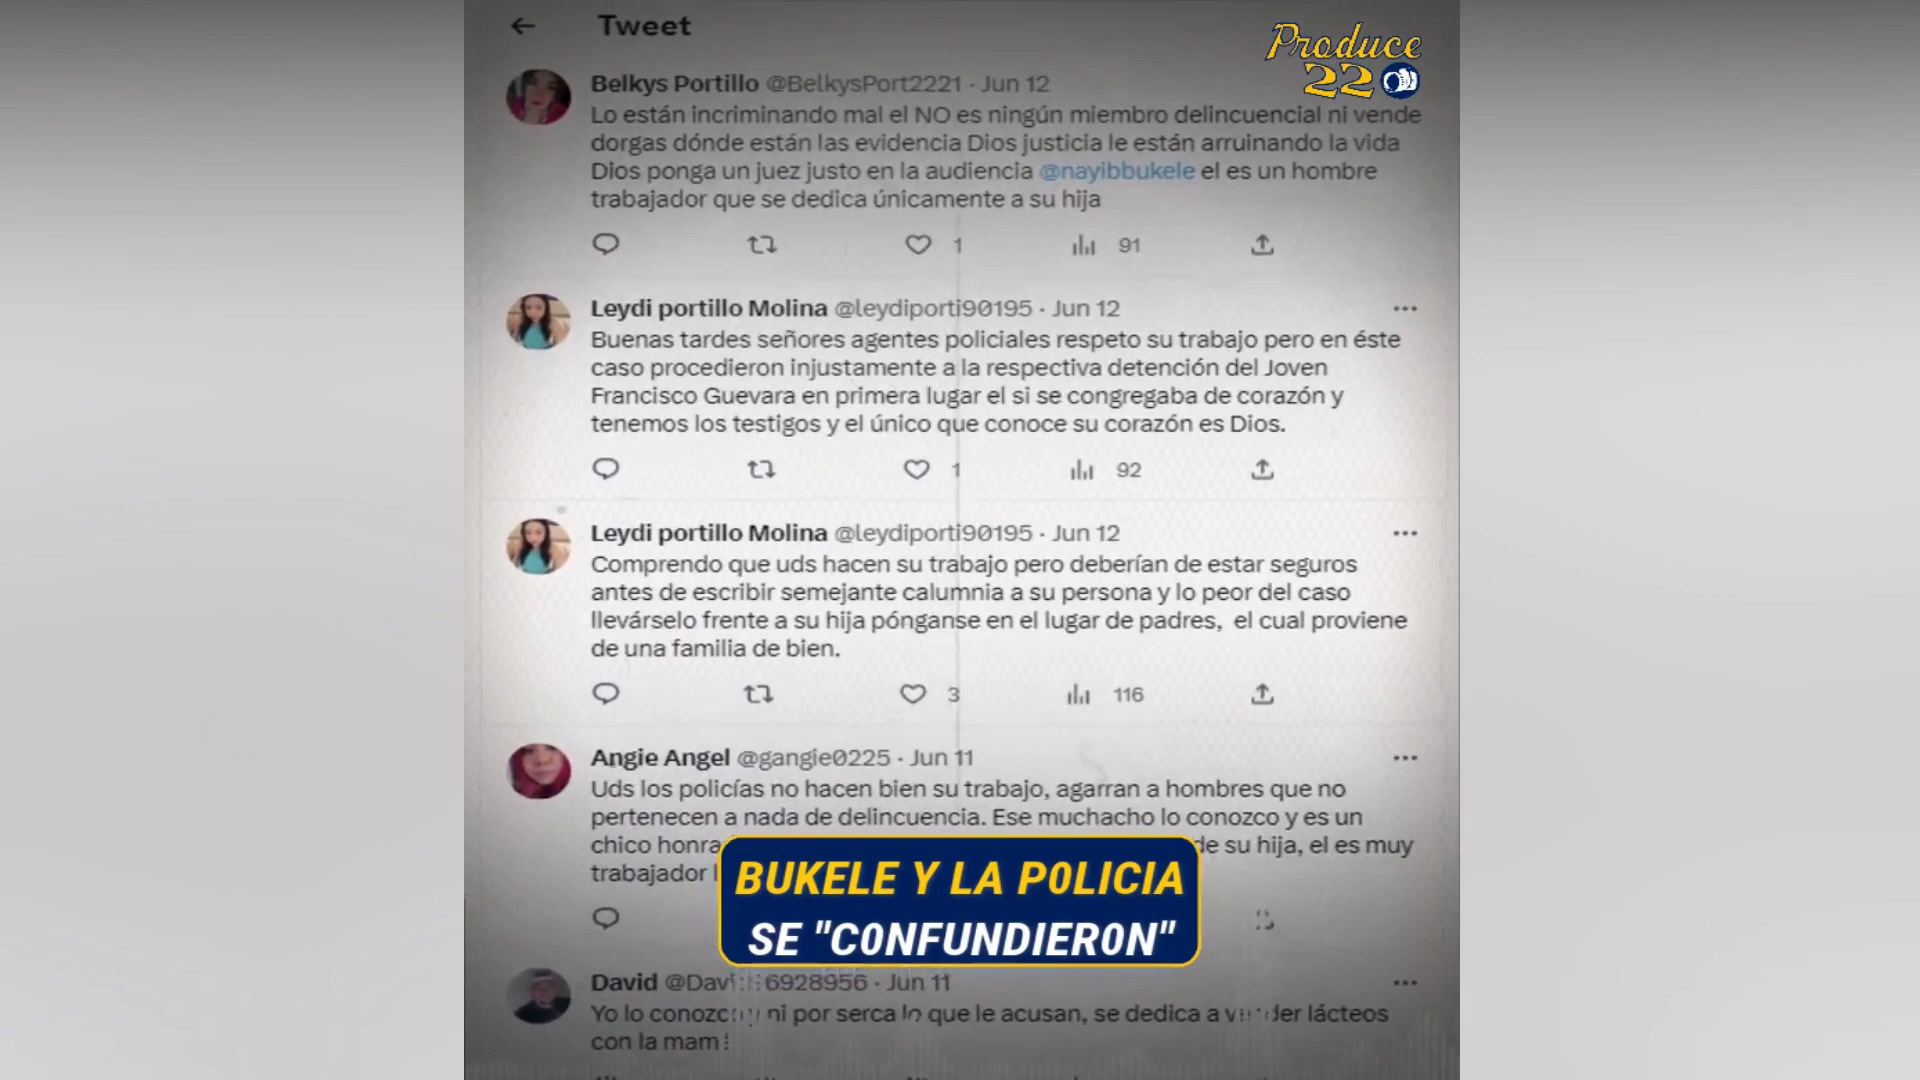 Tweet
Produce
22
Belkys Portillo @BelkysPort2221 · Jun 12
Lo están incriminando mal el NO es ningún miembro delincuencial ni vende
dorgas dónde están las evidencia Dios justicia le están arruinando la vida
Dios ponga un juez justo en la audiencia @nayibbukele el es un hombre
trabajador que se dedica únicamente a su hija
1 91
Leydi portillo Molina @leydiporti90195 · Jun 12
Buenas tardes señores agentes policiales respeto su trabajo pero en éste
caso procedieron injustamente a la respectiva detención del Joven
Francisco Guevara en primera lugar el si se congregaba de corazón y
tenemos los testigos y el único que conoce su corazón es Dios.
1 92
Leydi portillo Molina @leydiporti90195 · Jun 12
Comprendo que uds hacen su trabajo pero deberían de estar seguros
antes de escribir semejante calumnia a su persona y lo peor del caso
llevárselo frente a su hija pónganse en el lugar de padres, el cual proviene
de una familia de bien.
3 116
Angie Angel @gangie0225 · Jun 11
Uds los policías no hacen bien su trabajo, agarran a hombres que no
pertenecen a nada de delincuencia. Ese muchacho lo conozco y es un
chico de su hija, el es muy
trabajador
BUKELE Y LA P0LICIA
SE "C0NFUNDIER0N"
David · Jun 11
Yo lo ni por serca lo que le acusan, se dedica a lácteos
con la